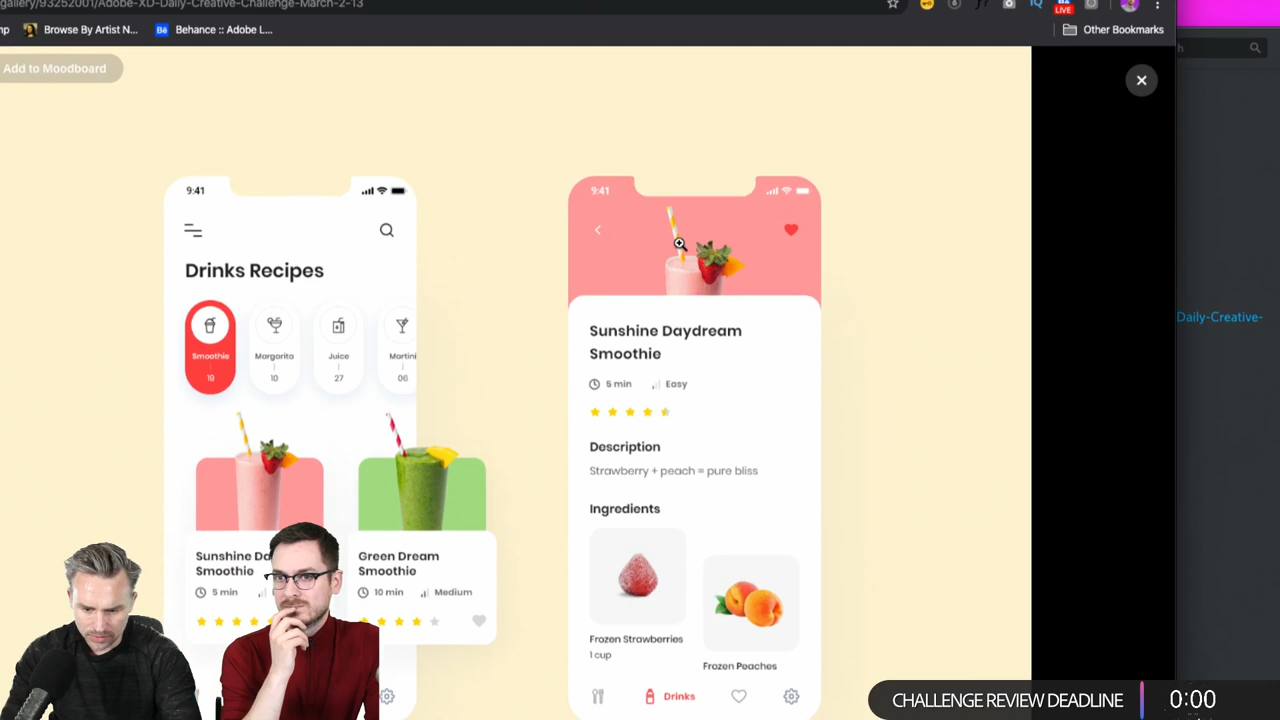 gallery/93252001/Adobe-XD-Daily-Creative-Challenge-March-2-13
Browse By Artist N...
Behance :: Adobe L...
Other Bookmarks
LIVE
Add to Moodboard
9:41
Drinks Recipes
Smoothie
19
Margarita
10
Juice
27
Martini
06
Sunshine Da
Smoothie
5 min
Green Dream
Smoothie
10 min
Medium
9:41
Sunshine Daydream
Smoothie
5 min
Easy
Description
Strawberry + peach = pure bliss
Ingredients
Frozen Strawberries
1 cup
Frozen Peaches
Drinks
Daily-Creative-
CHALLENGE REVIEW DEADLINE
0:00